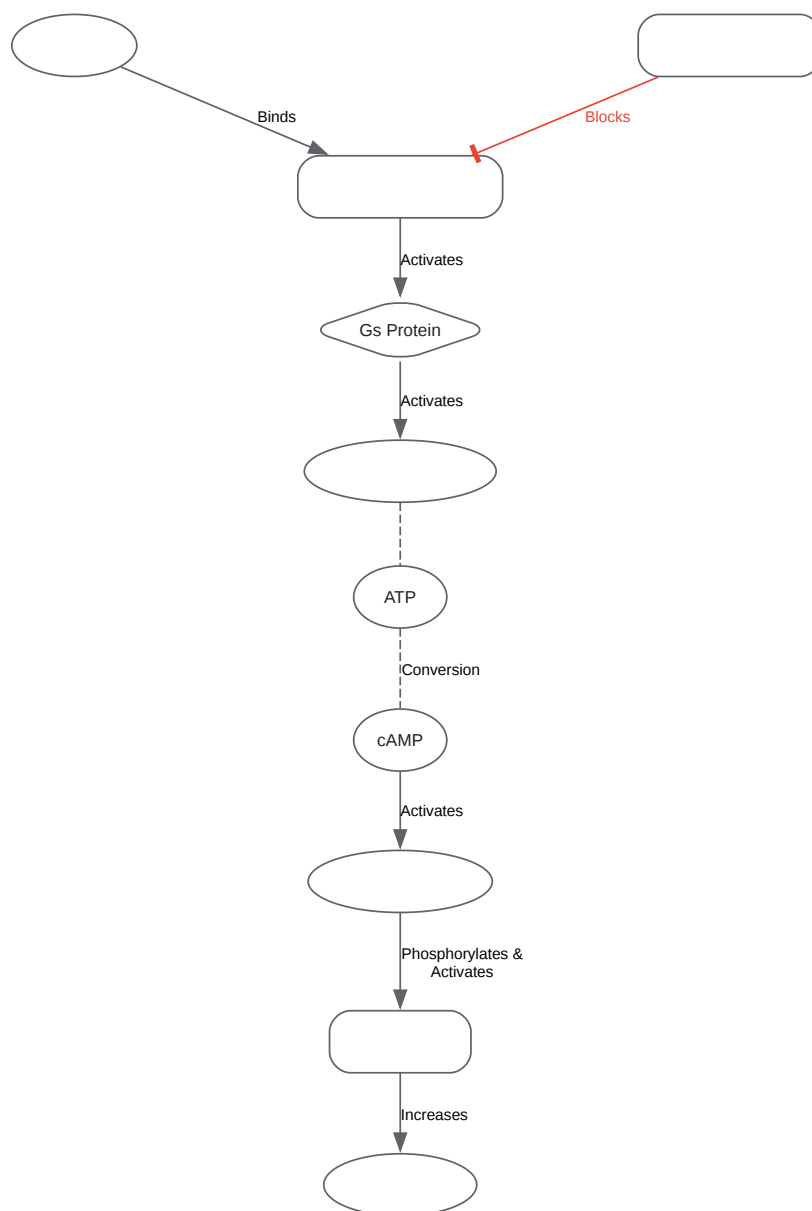 Binds
Blocks
Activates
Gs Protein
Activates
ATP
Conversion
cAMP
Activates
Phosphorylates &
Activates
Increases